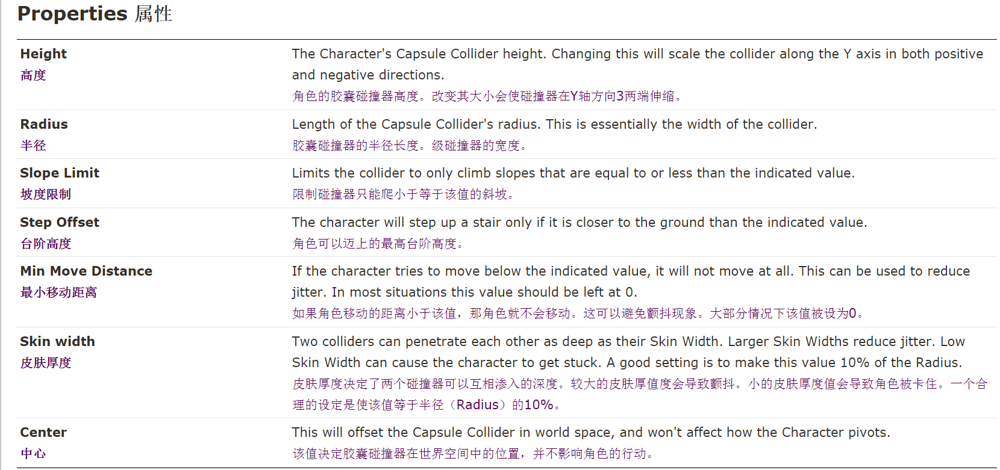 Properties 属性
Height
高度
The Character's Capsule Collider height. Changing this will scale the collider along the Y axis in both positive
and negative directions.
角色的胶囊碰撞器高度。改变其大小会使碰撞器在Y轴方向3两端伸缩。
Radius
半径
Length of the Capsule Collider's radius. This is essentially the width of the collider.
胶囊碰撞器的半径长度。级碰撞器的宽度。
Slope Limit
坡度限制
Limits the collider to only climb slopes that are equal to or less than the indicated value.
限制碰撞器只能爬小于等于该值的斜坡。
Step Offset
台阶高度
The character will step up a stair only if it is closer to the ground than the indicated value.
角色可以迈上的最高台阶高度。
Min Move Distance
最小移动距离
If the character tries to move below the indicated value, it will not move at all. This can be used to reduce
jitter. In most situations this value should be left at 0.
如果角色移动的距离小于该值，那角色就不会移动。这可以避免颤抖现象。大部分情况下该值被设为0。
Skin width
皮肤厚度
Two colliders can penetrate each other as deep as their Skin Width. Larger Skin Widths reduce jitter. Low
Skin Width can cause the character to get stuck. A good setting is to make this value 10% of the Radius.
皮肤厚度决定了两个碰撞器可以互相渗入的深度。较大的皮肤厚值度会导致颤抖。小的皮肤厚度值会导致角色被卡住。一个合
理的设定是使该值等于半径（Radius）的10%。
Center
中心
This will offset the Capsule Collider in world space, and won't affect how the Character pivots.
该值决定胶囊碰撞器在世界空间中的位置，并不影响角色的行动。